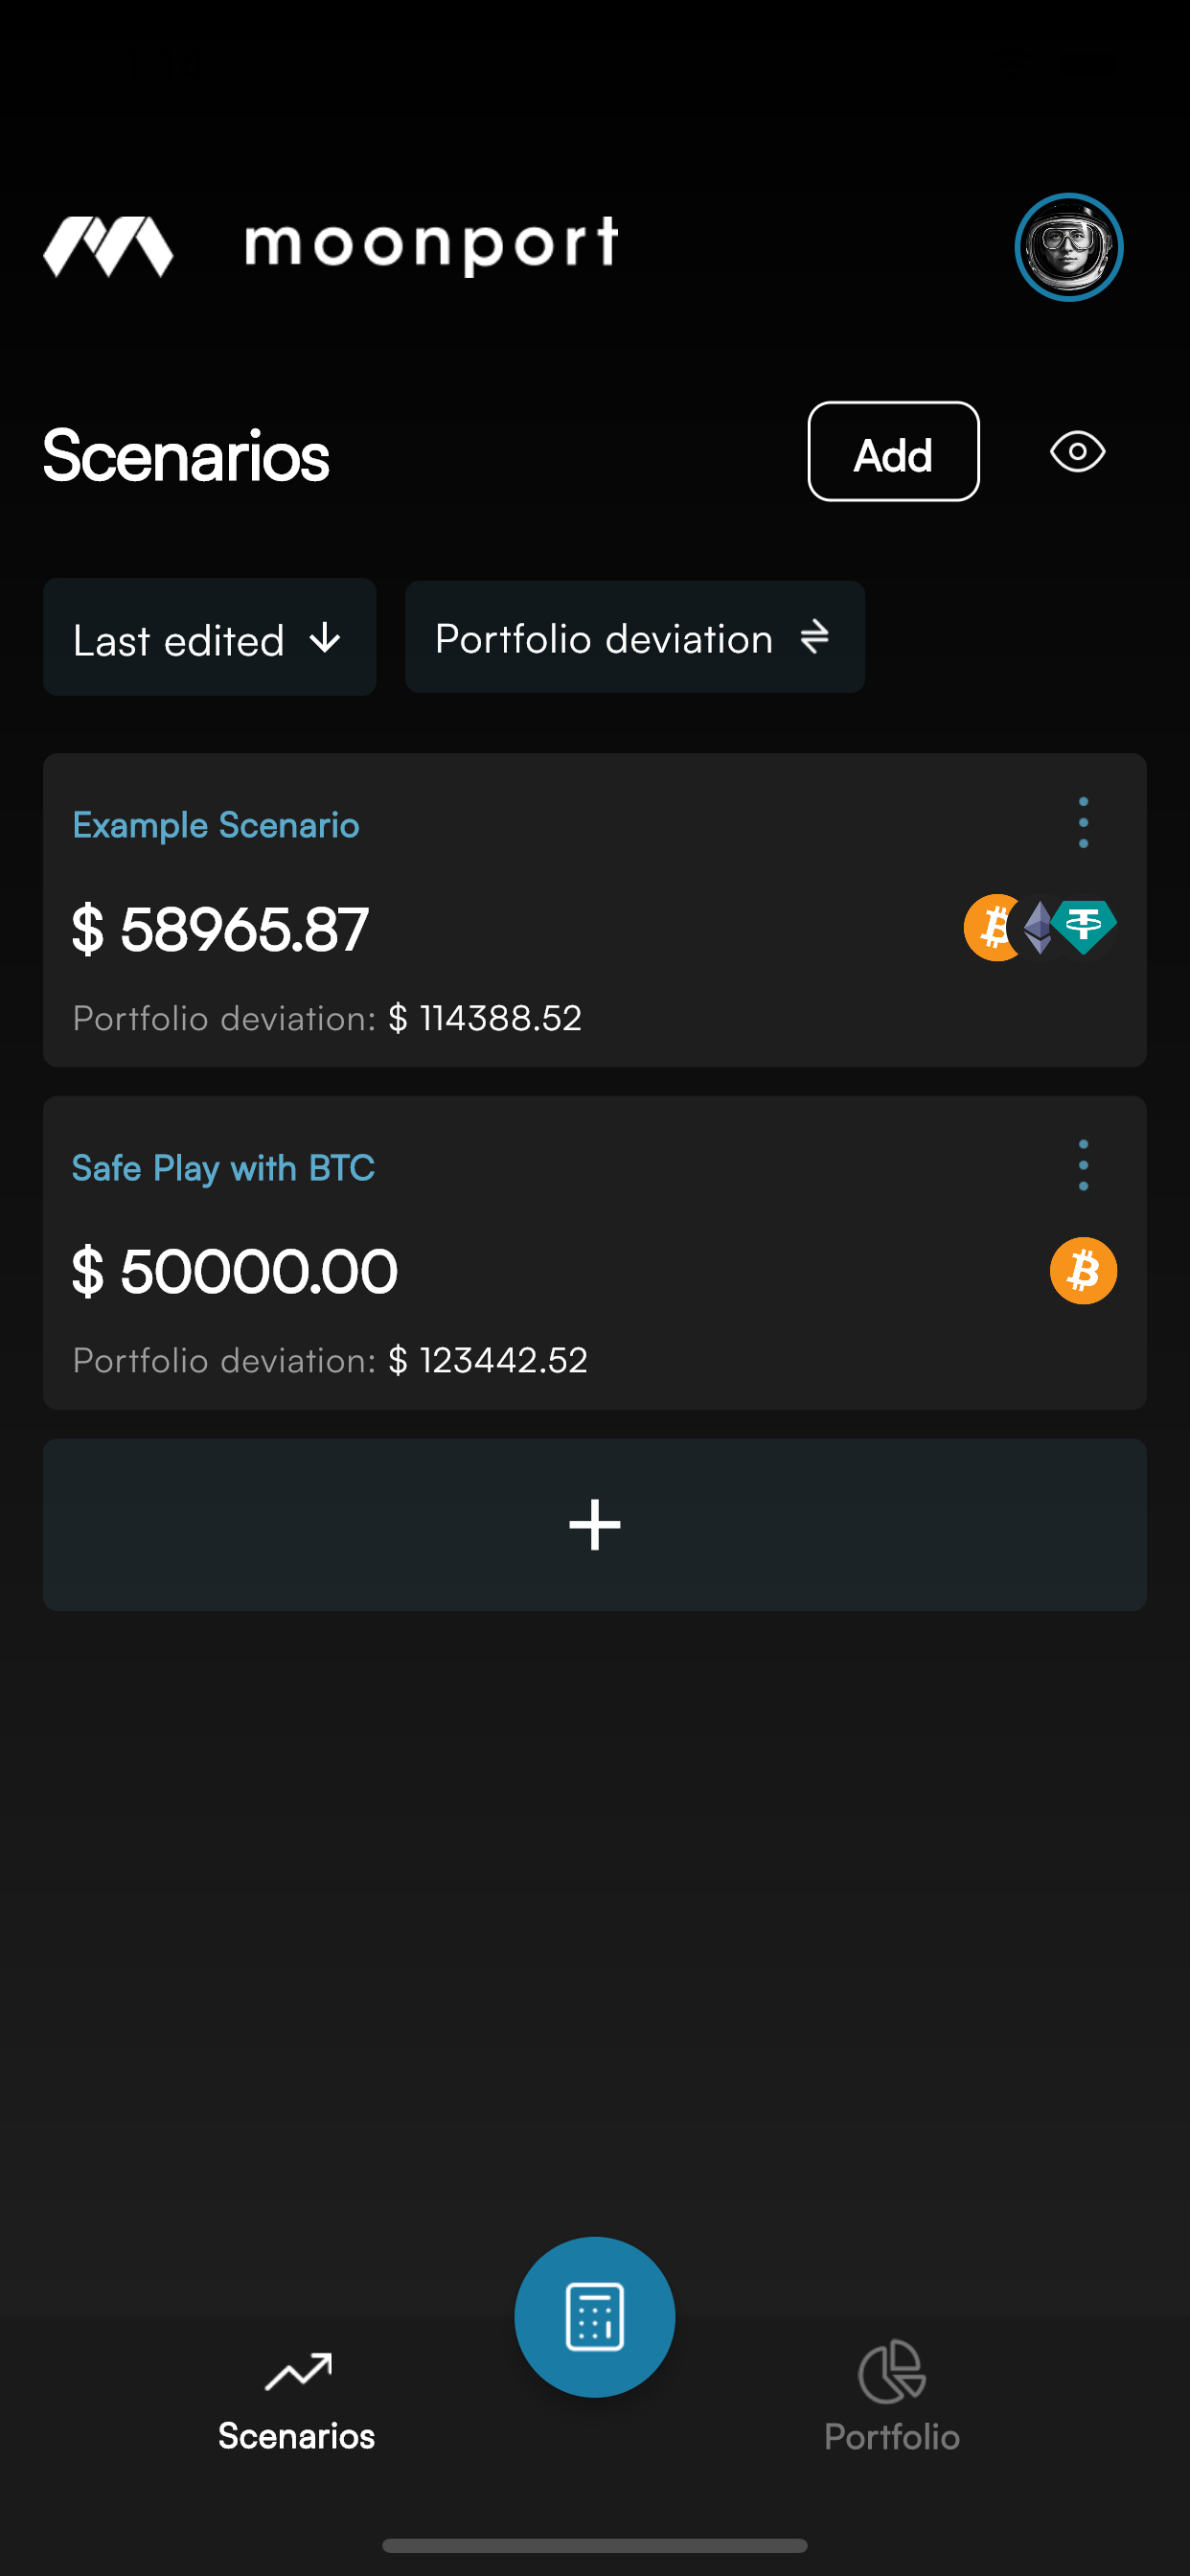 moonport
Scenarios
Add
Last edited ↓
Portfolio deviation ⇌
Example Scenario
$ 58965.87
Portfolio deviation: $ 114388.52
Safe Play with BTC
$ 50000.00
Portfolio deviation: $ 123442.52
+
Scenarios
Portfolio